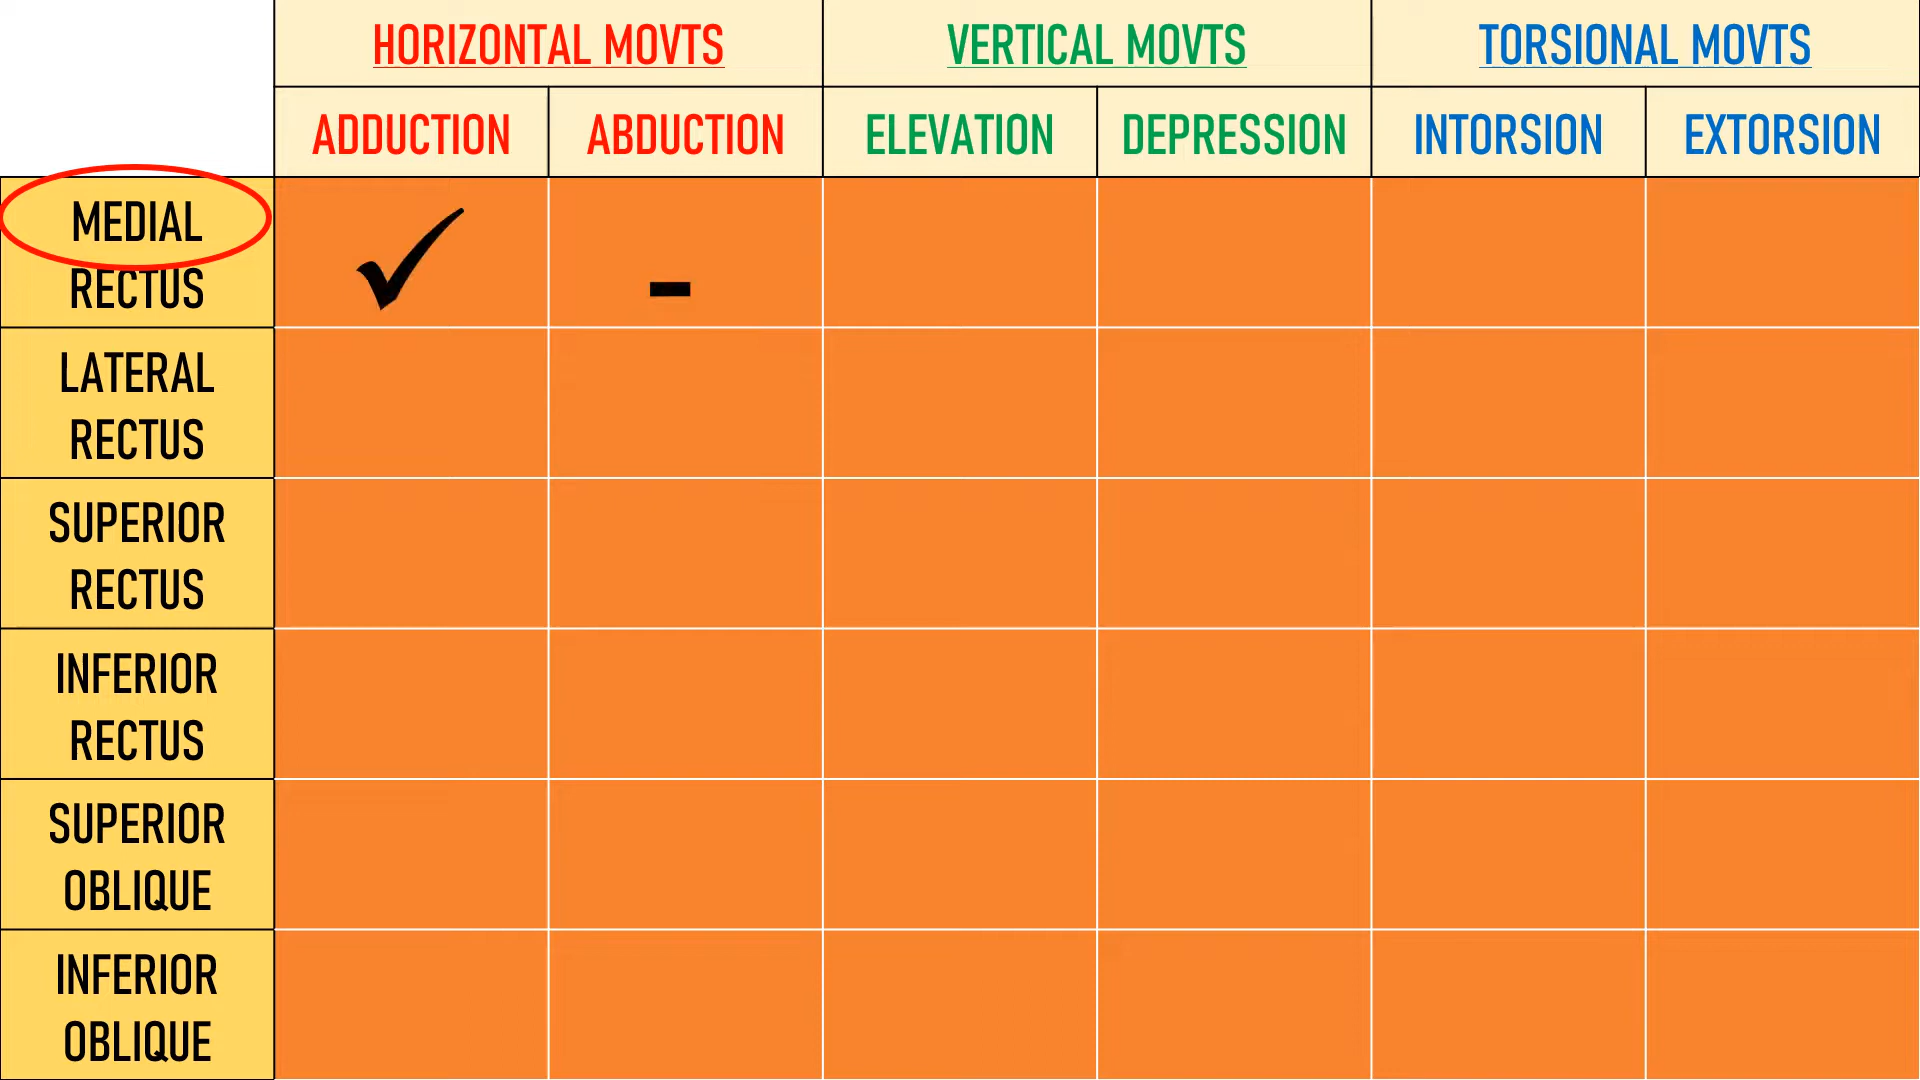 HORIZONTAL MOVTS
VERTICAL MOVTS
TORSIONAL MOVTS
ADDUCTION
ABDUCTION
ELEVATION
DEPRESSION
INTORSION
EXTORSION
MEDIAL
RECTUS
✓
-
LATERAL
RECTUS
SUPERIOR
RECTUS
INFERIOR
RECTUS
SUPERIOR
OBLIQUE
INFERIOR
OBLIQUE